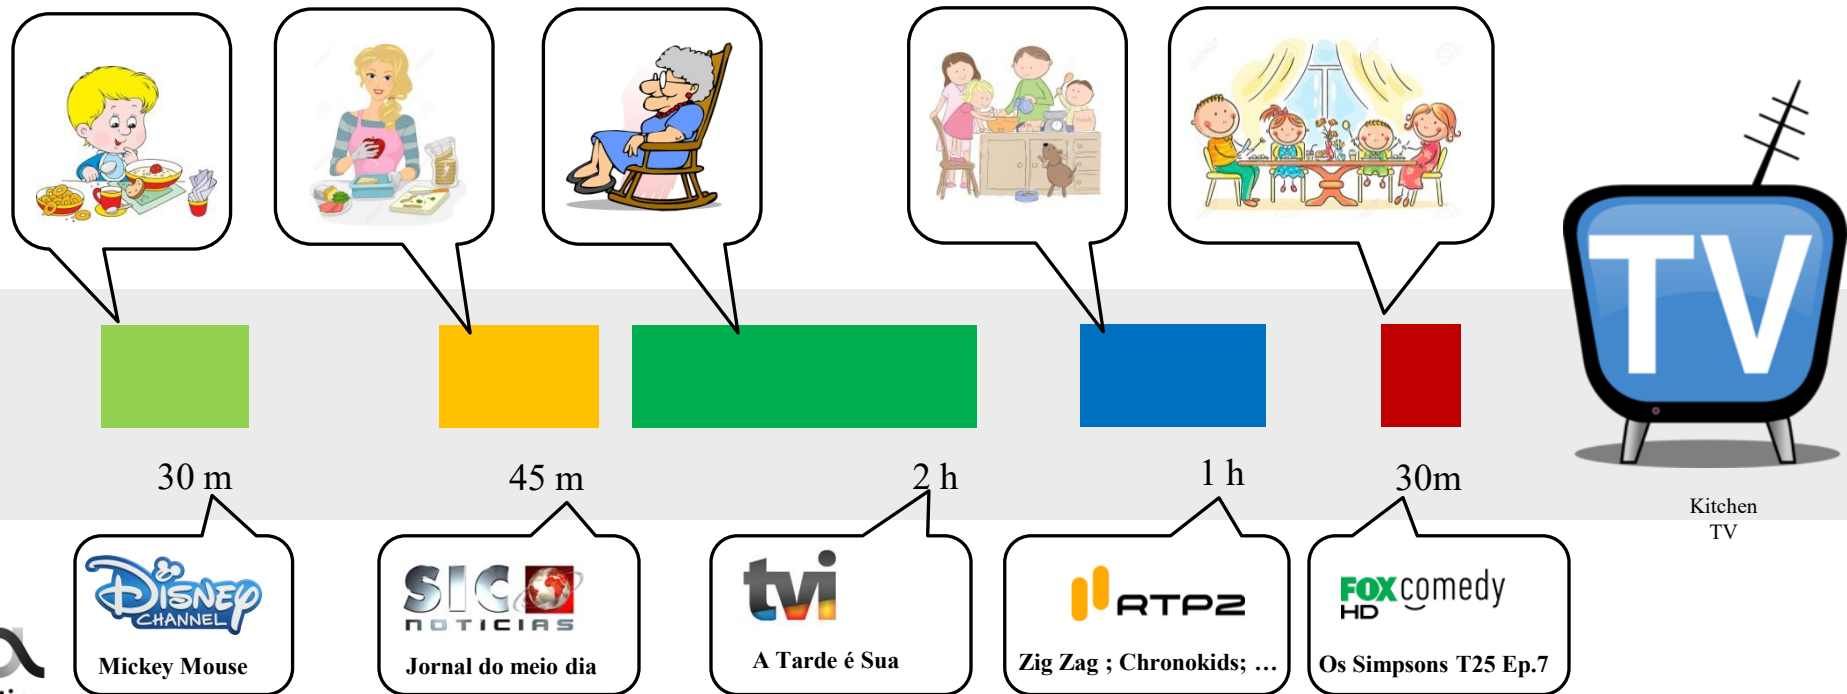 TV
30 m
45 m
2 h
1 h
30m
Kitchen
TV
Disney
CHANNEL
Mickey Mouse
SIC
NOTICIAS
Jornal do meio dia
tvi
A Tarde é Sua
RTP2
Zig Zag ; Chronokids; …
FOX comedy
HD
Os Simpsons T25 Ep.7